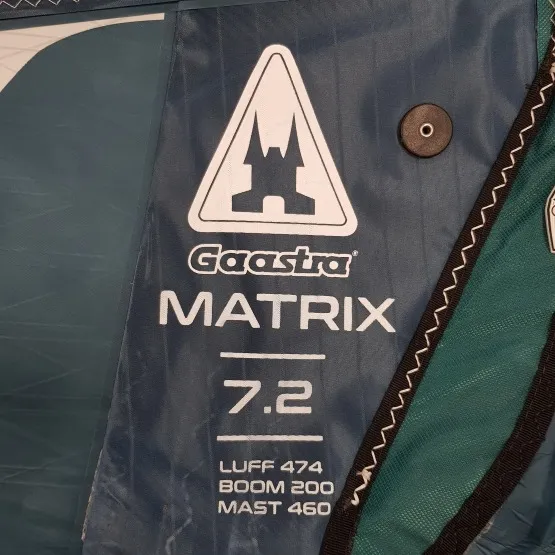 Gaastra®
MATRIX
7.2
LUFF 474
BOOM 200
MAST 460